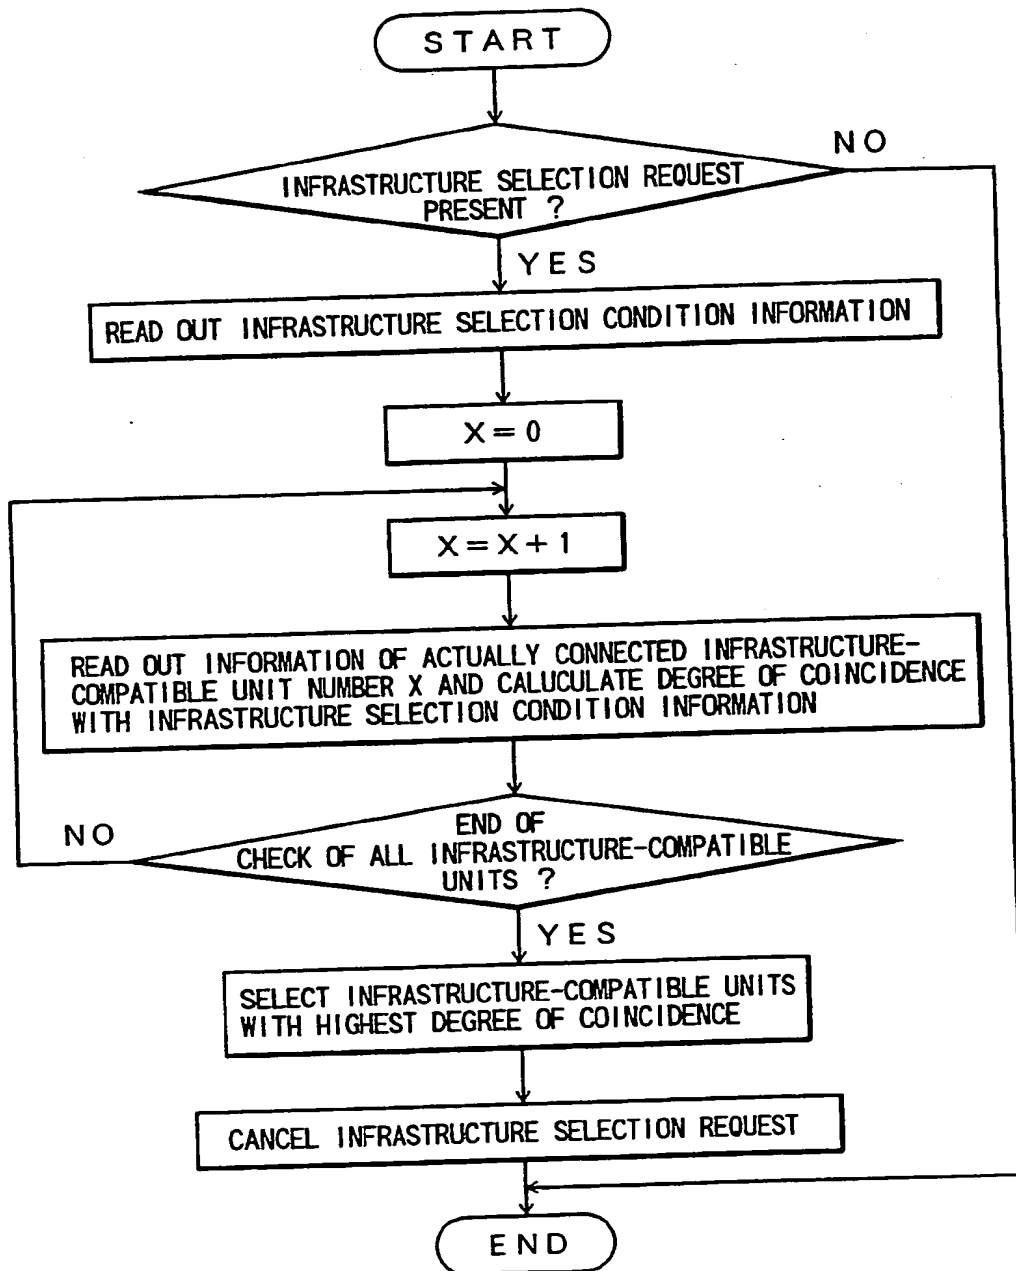 START
NO
INFRASTRUCTURE SELECTION REQUEST
PRESENT ?
YES
READ OUT INFRASTRUCTURE SELECTION CONDITION INFORMATION
X = 0
X = X + 1
READ OUT INFORMATION OF ACTUALLY CONNECTED INFRASTRUCTURE-
COMPATIBLE UNIT NUMBER X AND CALUCULATE DEGREE OF COINCIDENCE
WITH INFRASTRUCTURE SELECTION CONDITION INFORMATION
NO
END OF
CHECK OF ALL INFRASTRUCTURE-COMPATIBLE
UNITS ?
YES
SELECT INFRASTRUCTURE-COMPATIBLE UNITS
WITH HIGHEST DEGREE OF COINCIDENCE
CANCEL INFRASTRUCTURE SELECTION REQUEST
END